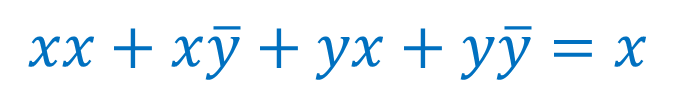 xx + xȳ + yx + yȳ = x